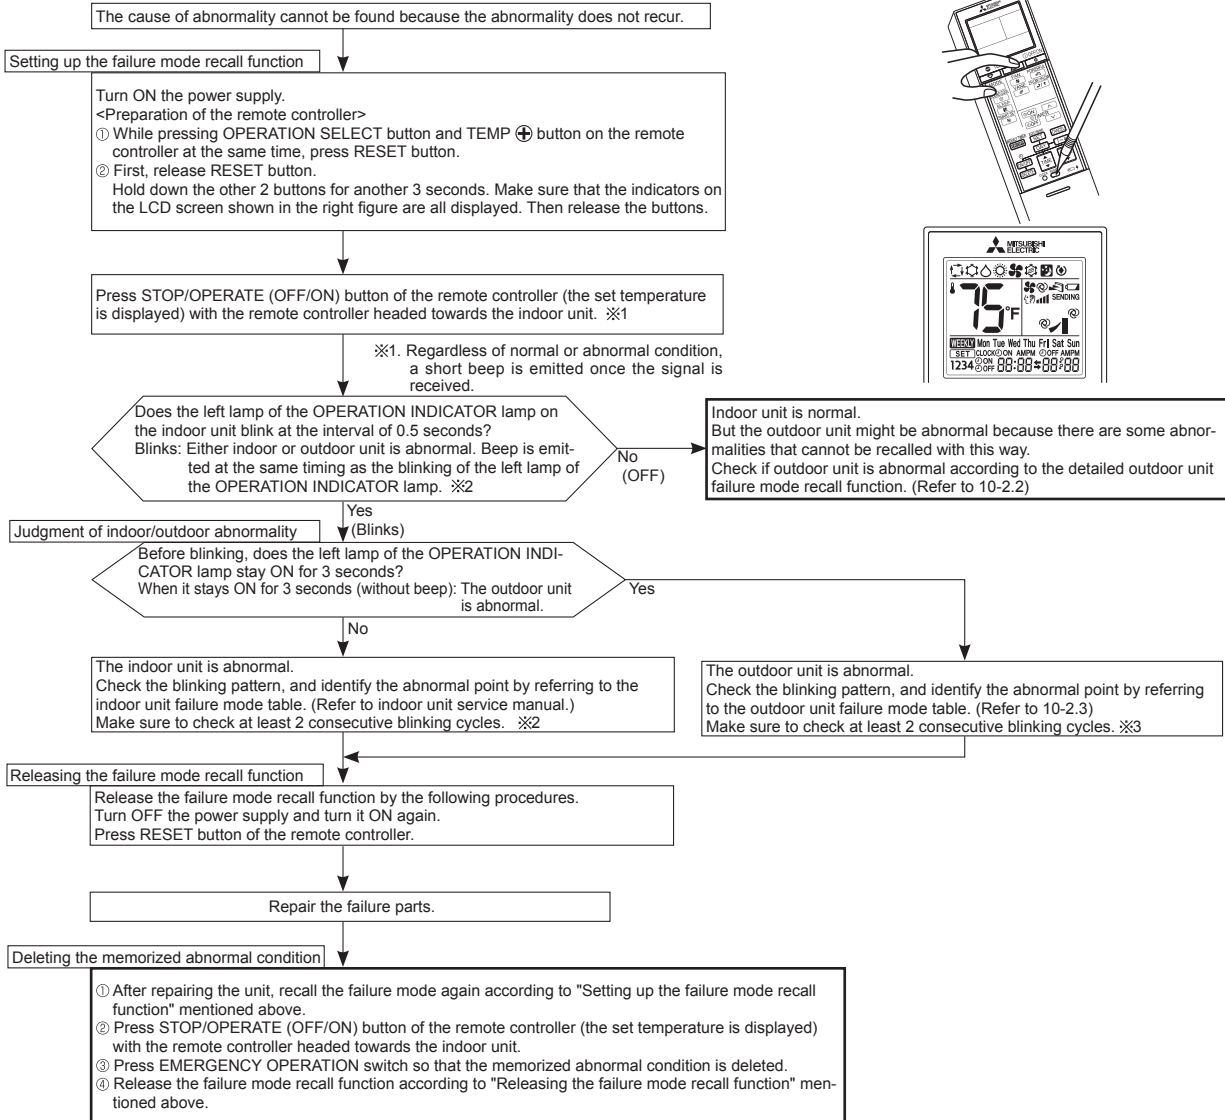 The cause of abnormality cannot be found because the abnormality does not recur.
Setting up the failure mode recall function
Turn ON the power supply.
<Preparation of the remote controller>
① While pressing OPERATION SELECT button and TEMP ⊕ button on the remote
controller at the same time, press RESET button.
② First, release RESET button.
Hold down the other 2 buttons for another 3 seconds. Make sure that the indicators on
the LCD screen shown in the right figure are all displayed. Then release the buttons.
MITSUBISHI
ELECTRIC
75°F
SENDING
WEEKLY Mon Tue Wed Thu Fri Sat Sun
SET CLOCK ON AMPM OFF AMPM
1234 ON OFF 88:88 88:88
Press STOP/OPERATE (OFF/ON) button of the remote controller (the set temperature
is displayed) with the remote controller headed towards the indoor unit. ※1
※1. Regardless of normal or abnormal condition,
a short beep is emitted once the signal is
received.
Does the left lamp of the OPERATION INDICATOR lamp on
the indoor unit blink at the interval of 0.5 seconds?
Blinks: Either indoor or outdoor unit is abnormal. Beep is emit-
ted at the same timing as the blinking of the left lamp of
the OPERATION INDICATOR lamp. ※2
No
(OFF)
Indoor unit is normal.
But the outdoor unit might be abnormal because there are some abnor-
malities that cannot be recalled with this way.
Check if outdoor unit is abnormal according to the detailed outdoor unit
failure mode recall function. (Refer to 10-2.2)
Yes
(Blinks)
Judgment of indoor/outdoor abnormality
Before blinking, does the left lamp of the OPERATION INDI-
CATOR lamp stay ON for 3 seconds?
When it stays ON for 3 seconds (without beep): The outdoor unit
is abnormal.
Yes
No
The indoor unit is abnormal.
Check the blinking pattern, and identify the abnormal point by referring to the
indoor unit failure mode table. (Refer to indoor unit service manual.)
Make sure to check at least 2 consecutive blinking cycles. ※2
The outdoor unit is abnormal.
Check the blinking pattern, and identify the abnormal point by referring
to the outdoor unit failure mode table. (Refer to 10-2.3)
Make sure to check at least 2 consecutive blinking cycles. ※3
Releasing the failure mode recall function
Release the failure mode recall function by the following procedures.
Turn OFF the power supply and turn it ON again.
Press RESET button of the remote controller.
Repair the failure parts.
Deleting the memorized abnormal condition
① After repairing the unit, recall the failure mode again according to "Setting up the failure mode recall
function" mentioned above.
② Press STOP/OPERATE (OFF/ON) button of the remote controller (the set temperature is displayed)
with the remote controller headed towards the indoor unit.
③ Press EMERGENCY OPERATION switch so that the memorized abnormal condition is deleted.
④ Release the failure mode recall function according to "Releasing the failure mode recall function" men-
tioned above.